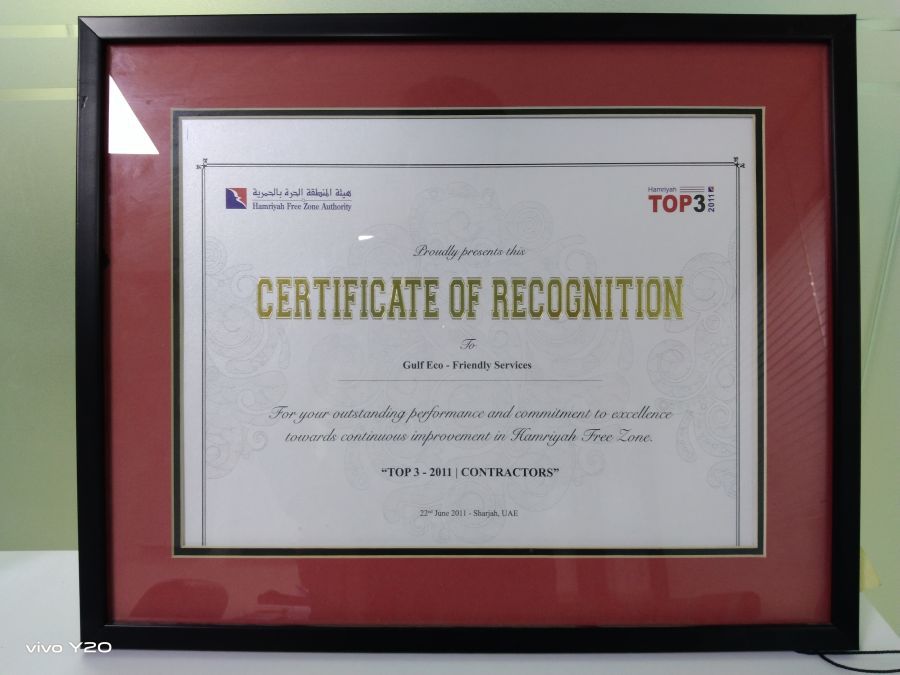 هيئة المنطقة الحرة بالحمرية
Hamriyah Free Zone Authority
Hamriyah
TOP3
2011
Proudly presents this
CERTIFICATE OF RECOGNITION
To
Gulf Eco - Friendly Services
For your outstanding performance and commitment to excellence
towards continuous improvement in Hamriyah Free Zone.
“TOP 3 - 2011 | CONTRACTORS”
22nd June 2011 - Sharjah, UAE
vivo Y20